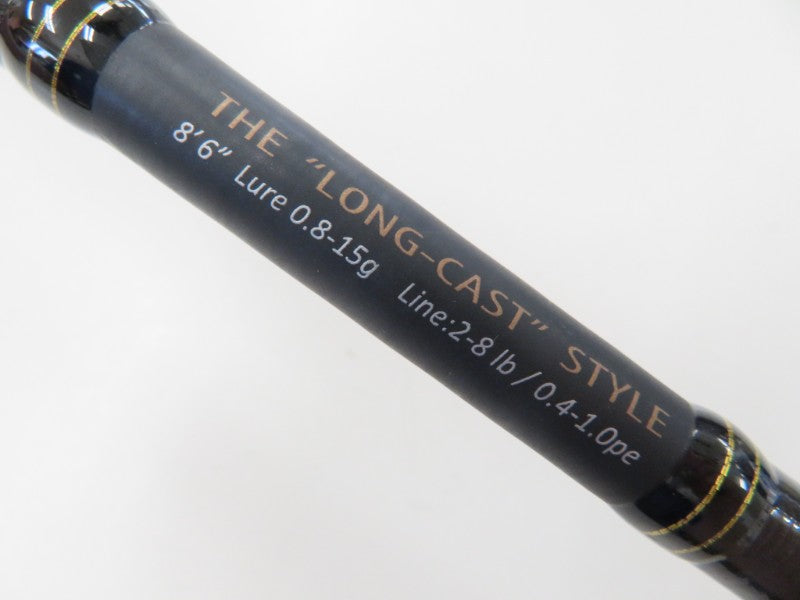 THE “LONG-CAST” STYLE
8’6” Lure 0.8-15g Line:2-8 lb / 0.4-1.0pe